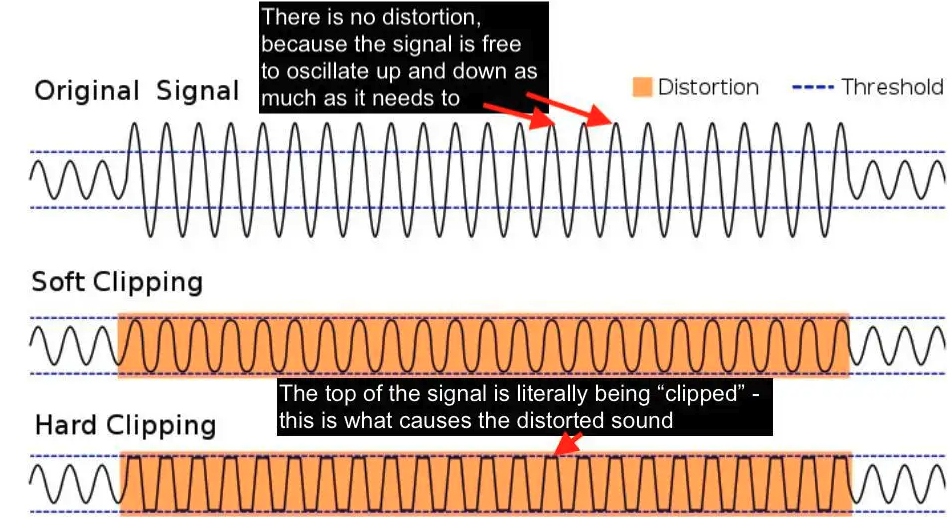 There is no distortion,
because the signal is free
to oscillate up and down as
much as it needs to
Original Signal
Distortion
Threshold
Soft Clipping
The top of the signal is literally being “clipped” -
this is what causes the distorted sound
Hard Clipping